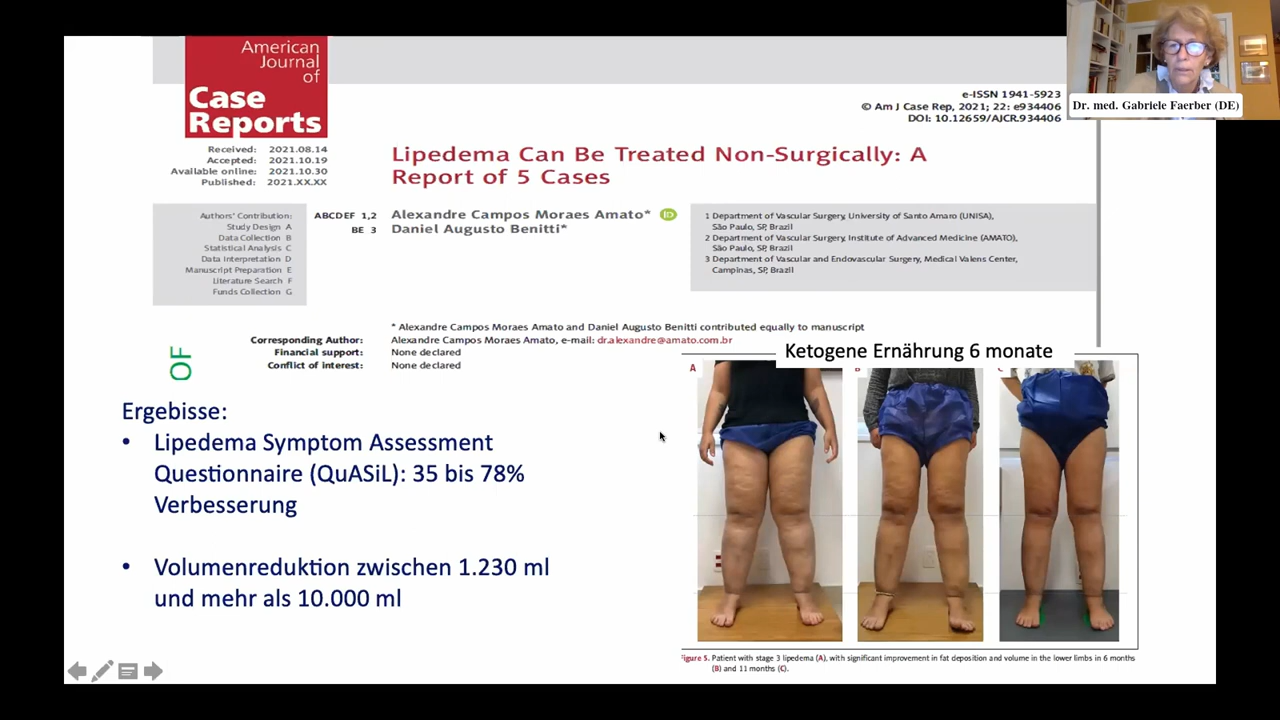 Dr. med. Gabriele Faerber (DE)
American
Journal
of
Case
Reports
e-ISSN 1941-5923
© Am J Case Rep, 2021; 22: e934406
DOI: 10.12659/AJCR.934406
Received: 2021.08.14
Accepted: 2021.10.19
Available online: 2021.10.30
Published: 2021.XX.XX
Lipedema Can Be Treated Non-Surgically: A
Report of 5 Cases
Authors' Contribution:
Study Design A
Data Collection B
Statistical Analysis C
Data Interpretation D
Manuscript Preparation E
Literature Search F
Funds Collection G
ABCDEF 1,2 Alexandre Campos Moraes Amato* iD
BE 3 Daniel Augusto Benitti*
1 Department of Vascular Surgery, University of Santo Amaro (UNISA),
São Paulo, SP, Brazil
2 Department of Vascular Surgery, Institute of Advanced Medicine (AMATO),
São Paulo, SP, Brazil
3 Department of Vascular and Endovascular Surgery, Medical Valens Center,
Campinas, SP, Brazil
* Alexandre Campos Moraes Amato and Daniel Augusto Benitti contributed equally to manuscript
Corresponding Author: Alexandre Campos Moraes Amato, e-mail: dr.alexandre@amato.com.br
Financial support: None declared
Conflict of interest: None declared
OF
Ergebisse:
• Lipedema Symptom Assessment
Questionnaire (QuASiL): 35 bis 78%
Verbesserung
• Volumenreduktion zwischen 1.230 ml
und mehr als 10.000 ml
Ketogene Ernährung 6 monate
A
B
C
Figure 5. Patient with stage 3 lipedema (A), with significant improvement in fat deposition and volume in the lower limbs in 6 months
(B) and 11 months (C).